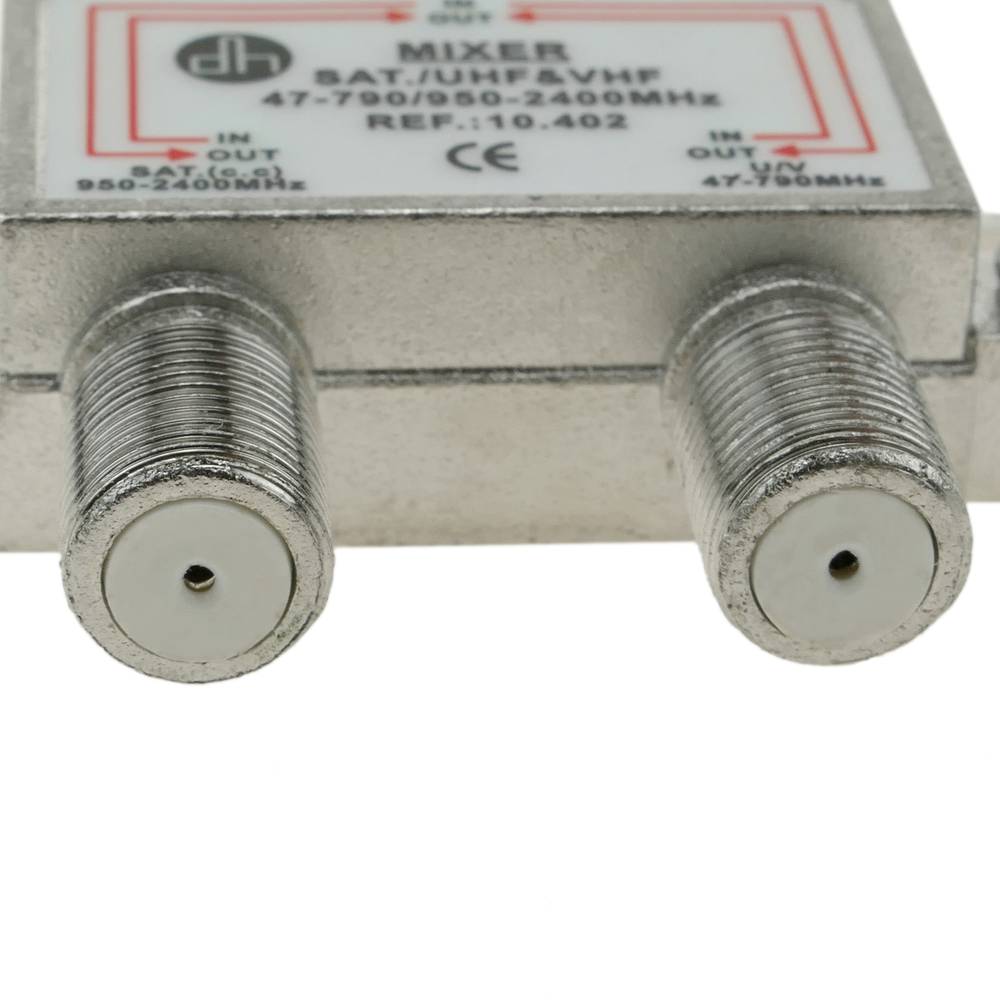 IN
OUT
dh
MIXER
SAT./UHF&VHF
47-790/950-2400MHz
REF.:10.402
CE
IN
OUT
SAT.(c.c)
950-2400MHz
IN
OUT
U/V
47-790MHz